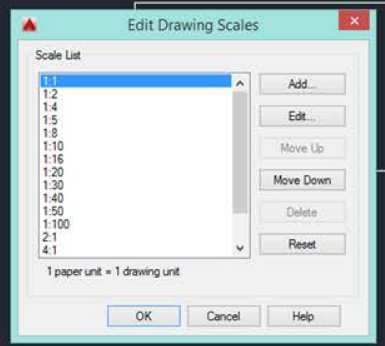 Edit Drawing Scales
Scale List
1:1
1:2
1:4
1:5
1:8
1:10
1:16
1:20
1:30
1:40
1:50
1:100
2:1
4:1
Add...
Edit...
Move Up
Move Down
Delete
Reset
1 paper unit = 1 drawing unit
OK Cancel Help